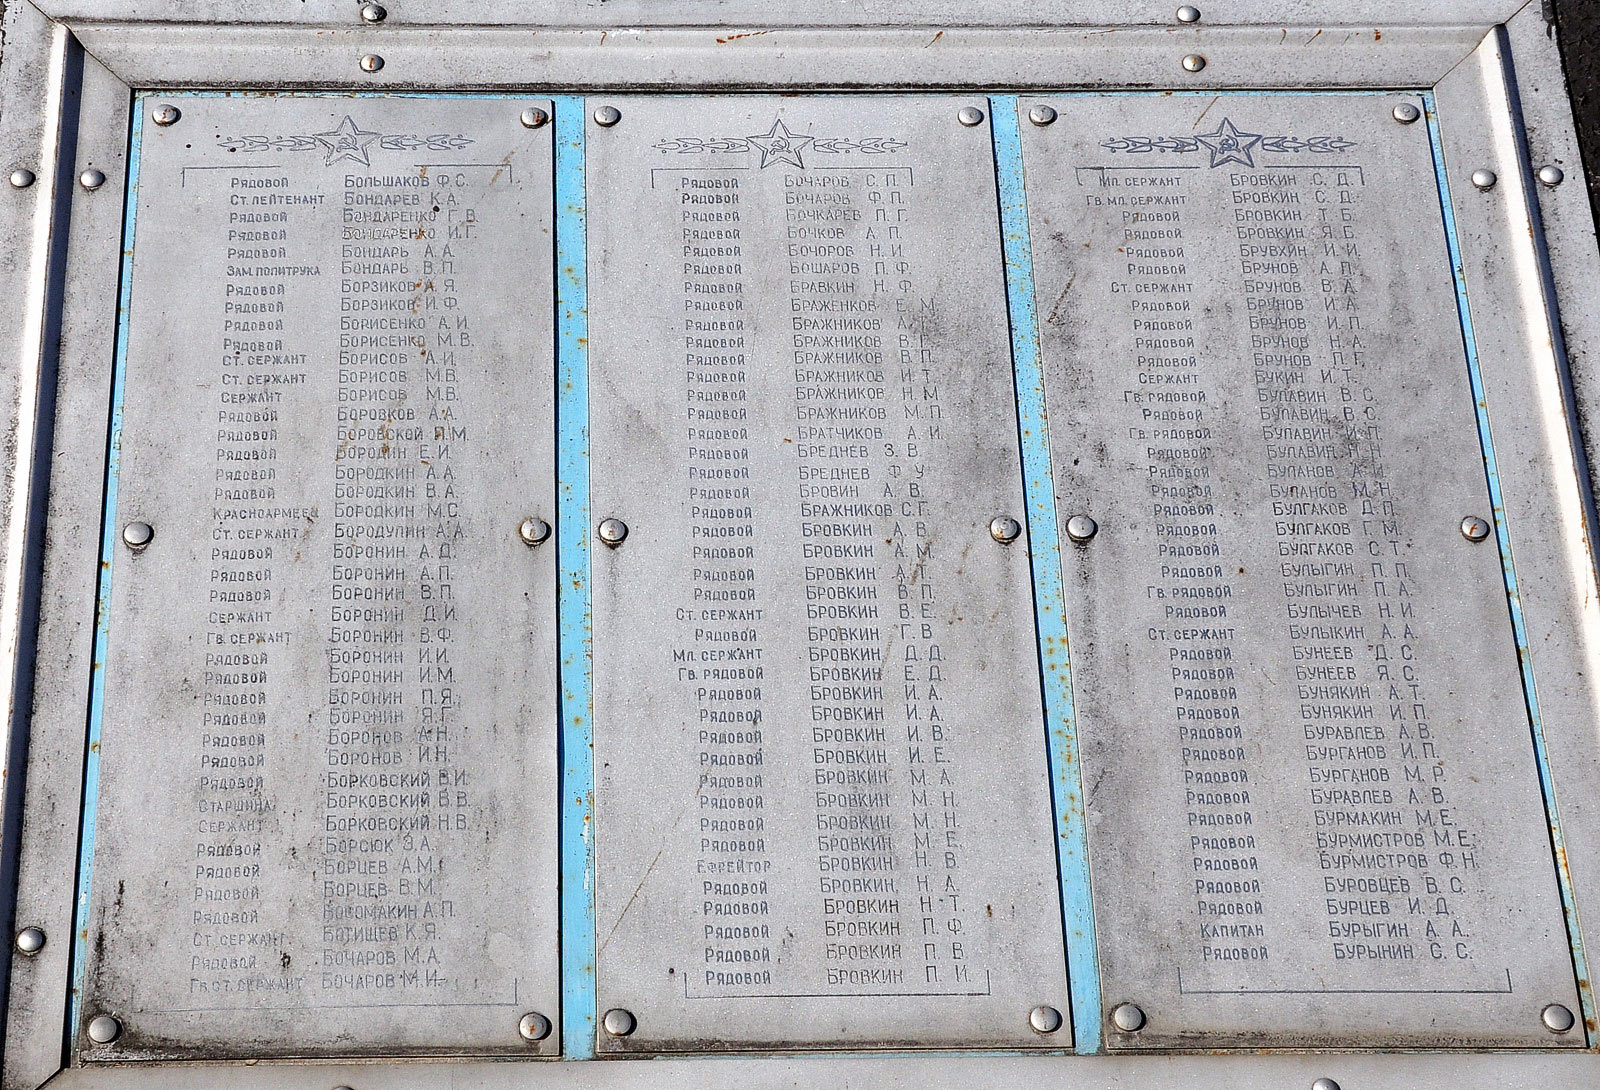 Рядовой Большаков Ф.С.
Ст. лейтенант Бондарев К.А.
Рядовой Бондаренко Г.В.
Рядовой Бондаренко И.Г.
Рядовой Бондарь А.А.
Зам. политрука Бондарь В.П.
Рядовой Борзиков А.Я.
Рядовой Борзиков И.Ф.
Рядовой Борисенко А.И.
Рядовой Борисенко М.В.
Ст. сержант Борисов А.И.
Ст. сержант Борисов М.В.
Сержант Борисов М.В.
Рядовой Боровков А.А.
Рядовой Боровской П.М.
Рядовой Бородин Е.И.
Рядовой Бородкин А.А.
Рядовой Бородкин В.А.
Красноармеец Бородкин М.С.
Ст. сержант Бородулин А.А.
Рядовой Боронин А.Д.
Рядовой Боронин А.П.
Рядовой Боронин В.П.
Сержант Боронин Д.И.
Гв. сержант Боронин В.Ф.
Рядовой Боронин И.И.
Рядовой Боронин И.М.
Рядовой Боронин П.Я.
Рядовой Боронин Я.Г.
Рядовой Боронов А.Н.
Рядовой Боронов И.Н.
Рядовой Борковский В.И.
Старшина Борковский В.В.
Сержант Борковский Н.В.
Рядовой Борсюк З.А.
Рядовой Борцев А.М.
Рядовой Борцев В.М.
Рядовой Босомакин А.П.
Ст. сержант Ботищев К.Я.
Рядовой Бочаров М.А.
Гв. ст. сержант Бочаров М.И.
Рядовой Бочаров С.П.
Рядовой Бочаров Ф.П.
Рядовой Бочкарёв П.Г.
Рядовой Бочков А.П.
Рядовой Бочоров Н.И.
Рядовой Бошаров П.Ф.
Рядовой Бравкин Н.Ф.
Рядовой Браженков Е.М.
Рядовой Бражников А.
Рядовой Бражников В.Г.
Рядовой Бражников В.П.
Рядовой Бражников И.Т.
Рядовой Бражников Н.М.
Рядовой Бражников М.П.
Рядовой Братчиков А.И.
Рядовой Бреднёв З.В.
Рядовой Бреднёв Ф.У.
Рядовой Бровин А.В.
Рядовой Бражников С.Г.
Рядовой Бровкин А.В.
Рядовой Бровкин А.М.
Рядовой Бровкин А.Т.
Рядовой Бровкин В.П.
Ст. сержант Бровкин В.Е.
Рядовой Бровкин Г.В.
Мл. сержант Бровкин Д.Д.
Гв. рядовой Бровкин Е.Д.
Рядовой Бровкин И.А.
Рядовой Бровкин И.А.
Рядовой Бровкин И.В.
Рядовой Бровкин И.Е.
Рядовой Бровкин М.А.
Рядовой Бровкин М.Н.
Рядовой Бровкин М.Н.
Рядовой Бровкин М.Е.
Ефрейтор Бровкин Н.В.
Рядовой Бровкин Н.А.
Рядовой Бровкин Н.Т.
Рядовой Бровкин П.Ф.
Рядовой Бровкин П.В.
Рядовой Бровкин П.И.
Мл. сержант Бровкин С.Д.
Гв. мл. сержант Бровкин С.Д.
Рядовой Бровкин Т.Б.
Рядовой Бровкин Я.Б.
Рядовой Брувхин И.И.
Рядовой Брунов А.П.
Ст. сержант Брунов В.А.
Рядовой Брунов И.А.
Рядовой Брунов И.П.
Рядовой Брунов Н.А.
Рядовой Брунов П.Г.
Сержант Букин И.Т.
Гв. рядовой Булавин В.С.
Рядовой Булавин В.С.
Гв. рядовой Булавин И.П.
Рядовой Булавин Н.Н.
Рядовой Буланов А.И.
Рядовой Буланов М.Н.
Рядовой Булгаков Д.П.
Рядовой Булгаков Г.М.
Рядовой Булгаков С.Т.
Рядовой Булыгин П.П.
Гв. рядовой Булыгин П.А.
Рядовой Булычев Н.И.
Ст. сержант Булыкин А.А.
Рядовой Бунеев Д.С.
Рядовой Бунеев Я.С.
Рядовой Бунякин А.Т.
Рядовой Бунякин И.П.
Рядовой Буравлев А.В.
Рядовой Бурганов И.П.
Рядовой Бурганов М.Р.
Рядовой Буравлев А.В.
Рядовой Бурмакин М.Е.
Рядовой Бурмистров М.Е.
Рядовой Бурмистров Ф.Н.
Рядовой Буровцев В.С.
Рядовой Бурцев И.Д.
Капитан Бурыгин А.А.
Рядовой Бурынин С.С.